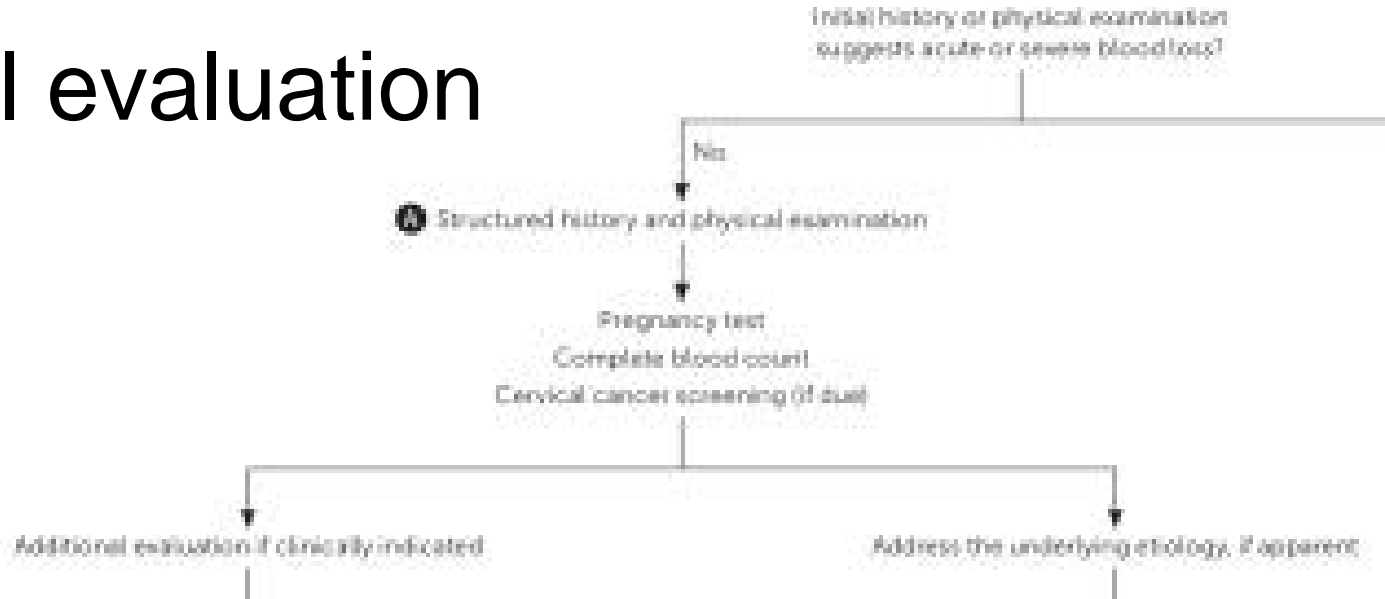 l evaluation
Initial history or physical examination
suggests acute or severe blood loss?
No
A Structured history and physical examination
Pregnancy test
Complete blood count
Cervical cancer screening (if due)
Additional evaluation if clinically indicated
Address the underlying etiology, if apparent